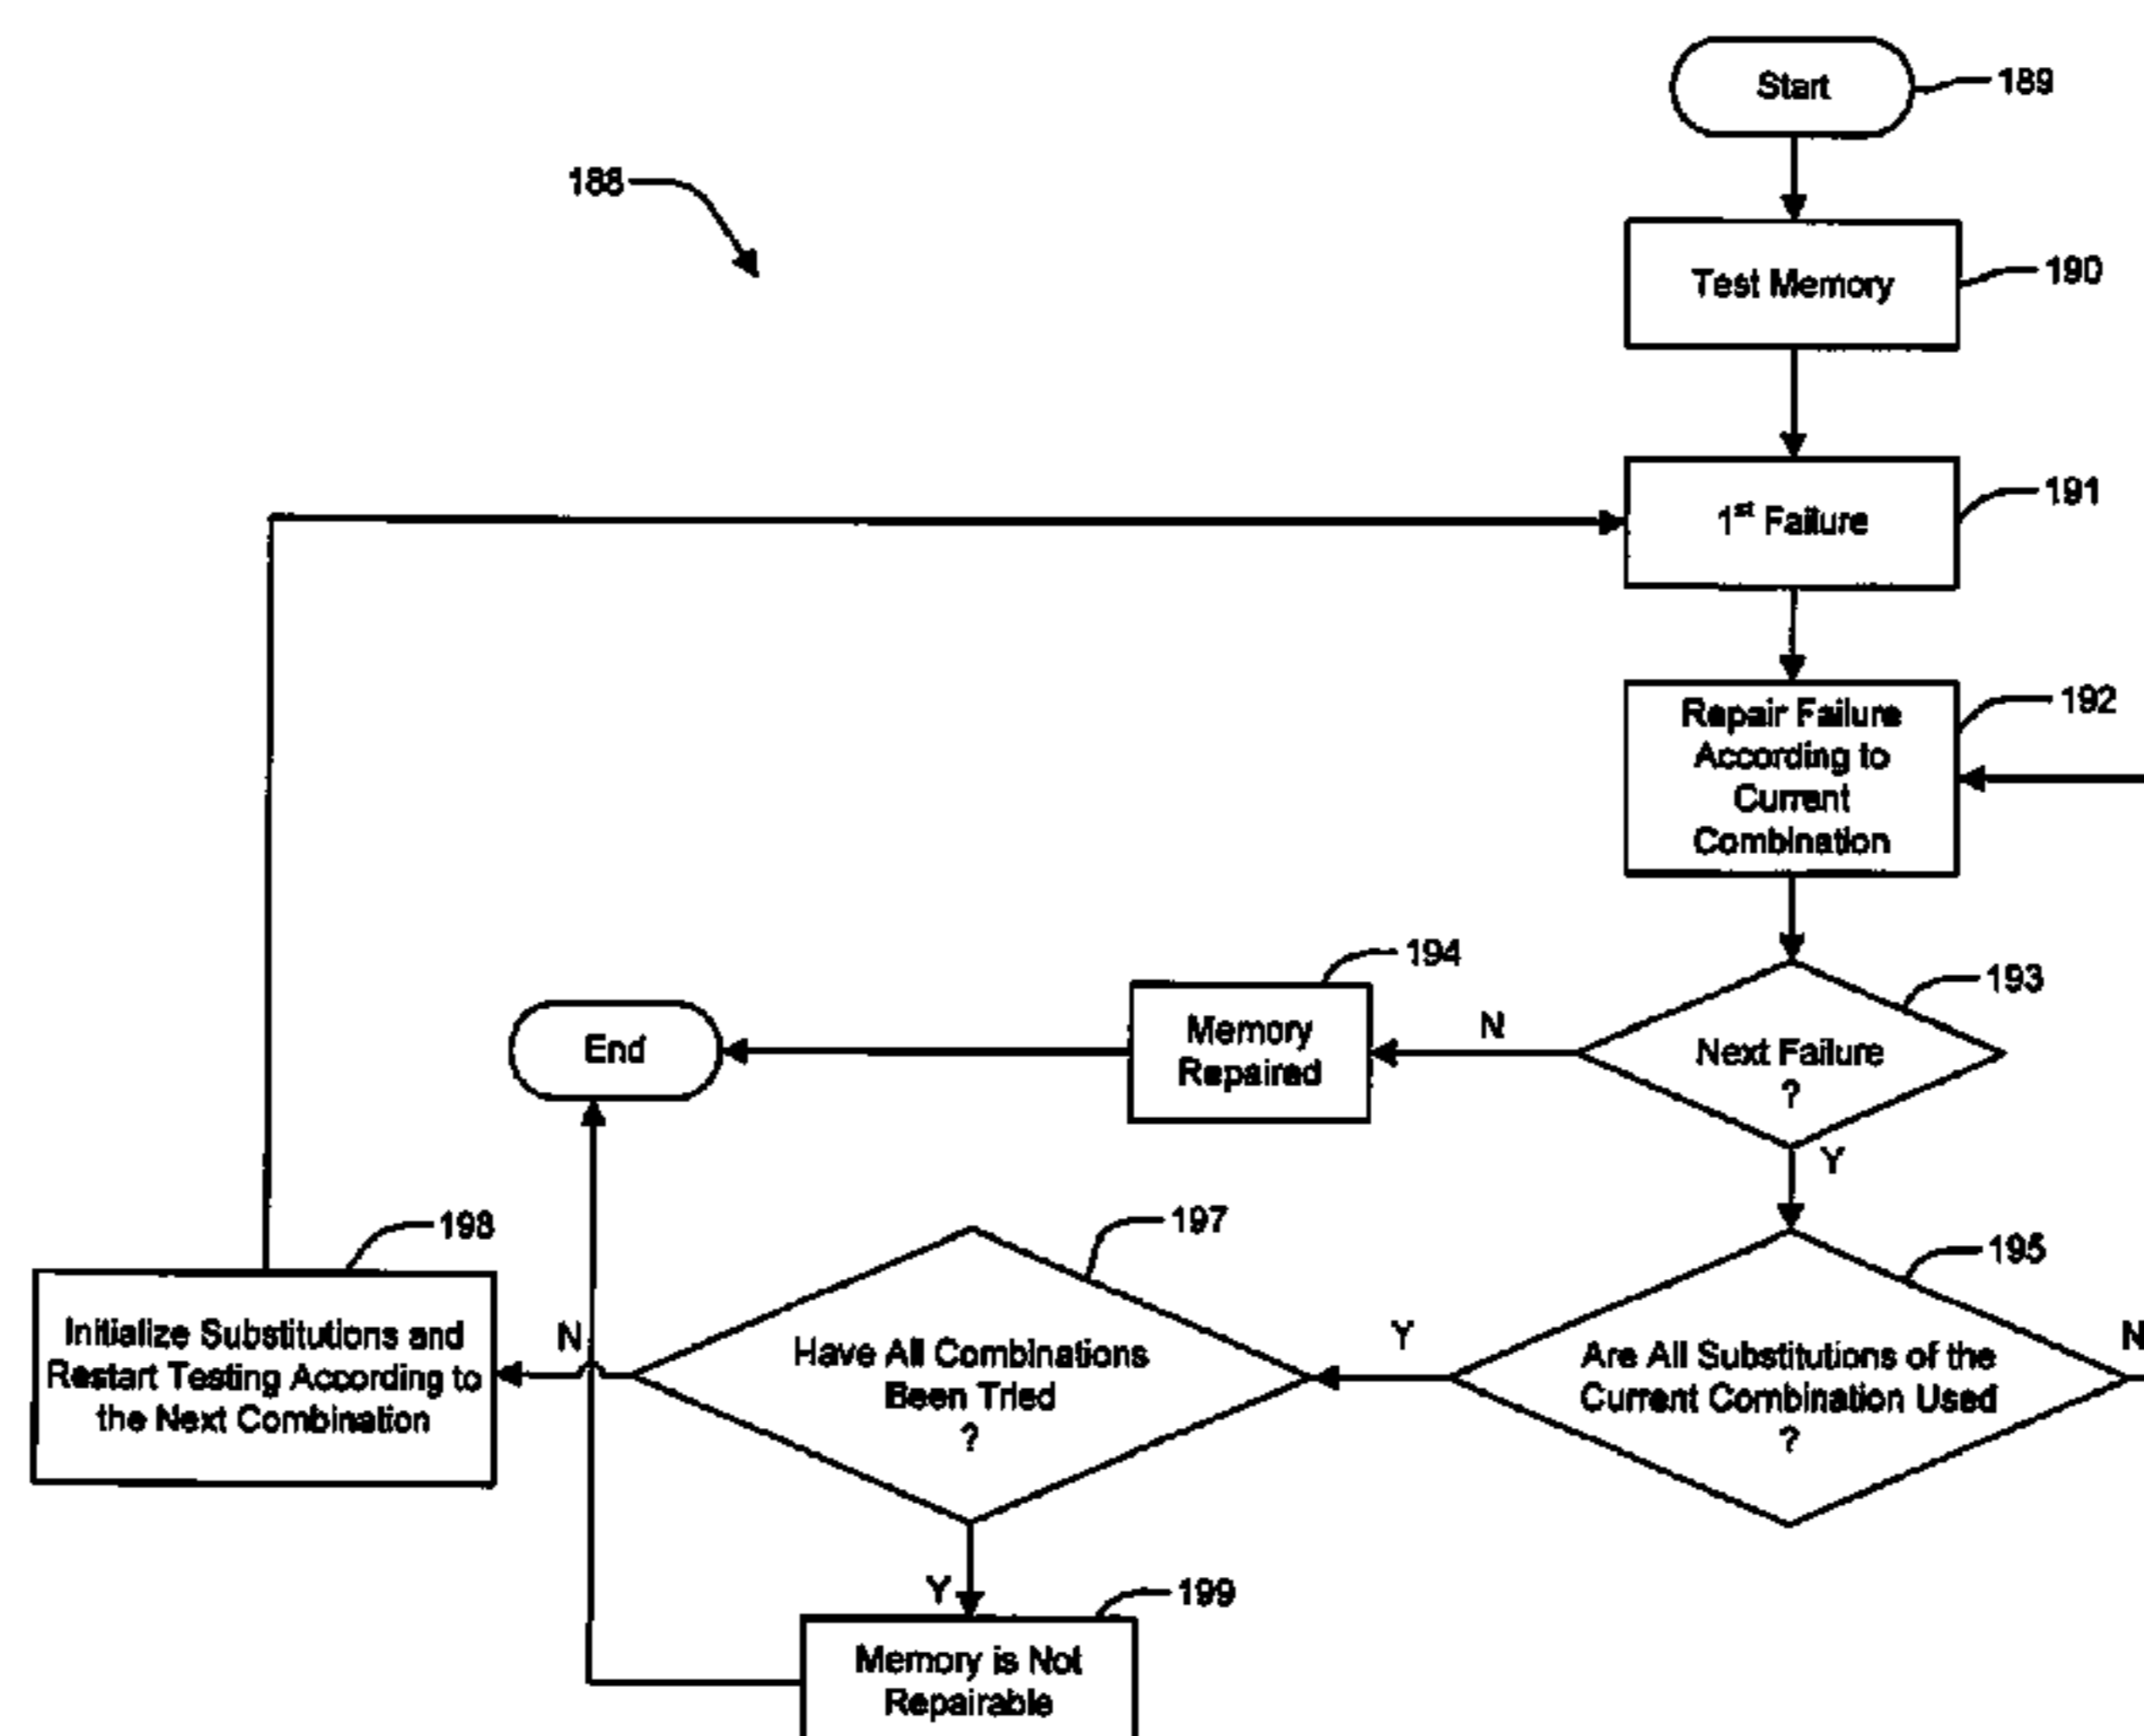 Start
189
188
Test Memory
190
1st Failure
191
Repair Failure
According to
Current
Combination
192
Next Failure
?
193
N
Memory
Repaired
194
End
Y
Are All Substitutions of the
Current Combination Used
?
195
N
Y
Have All Combinations
Been Tried
?
197
N
Initialize Substitutions and
Restart Testing According to
the Next Combination
198
Y
Memory is Not
Repairable
199